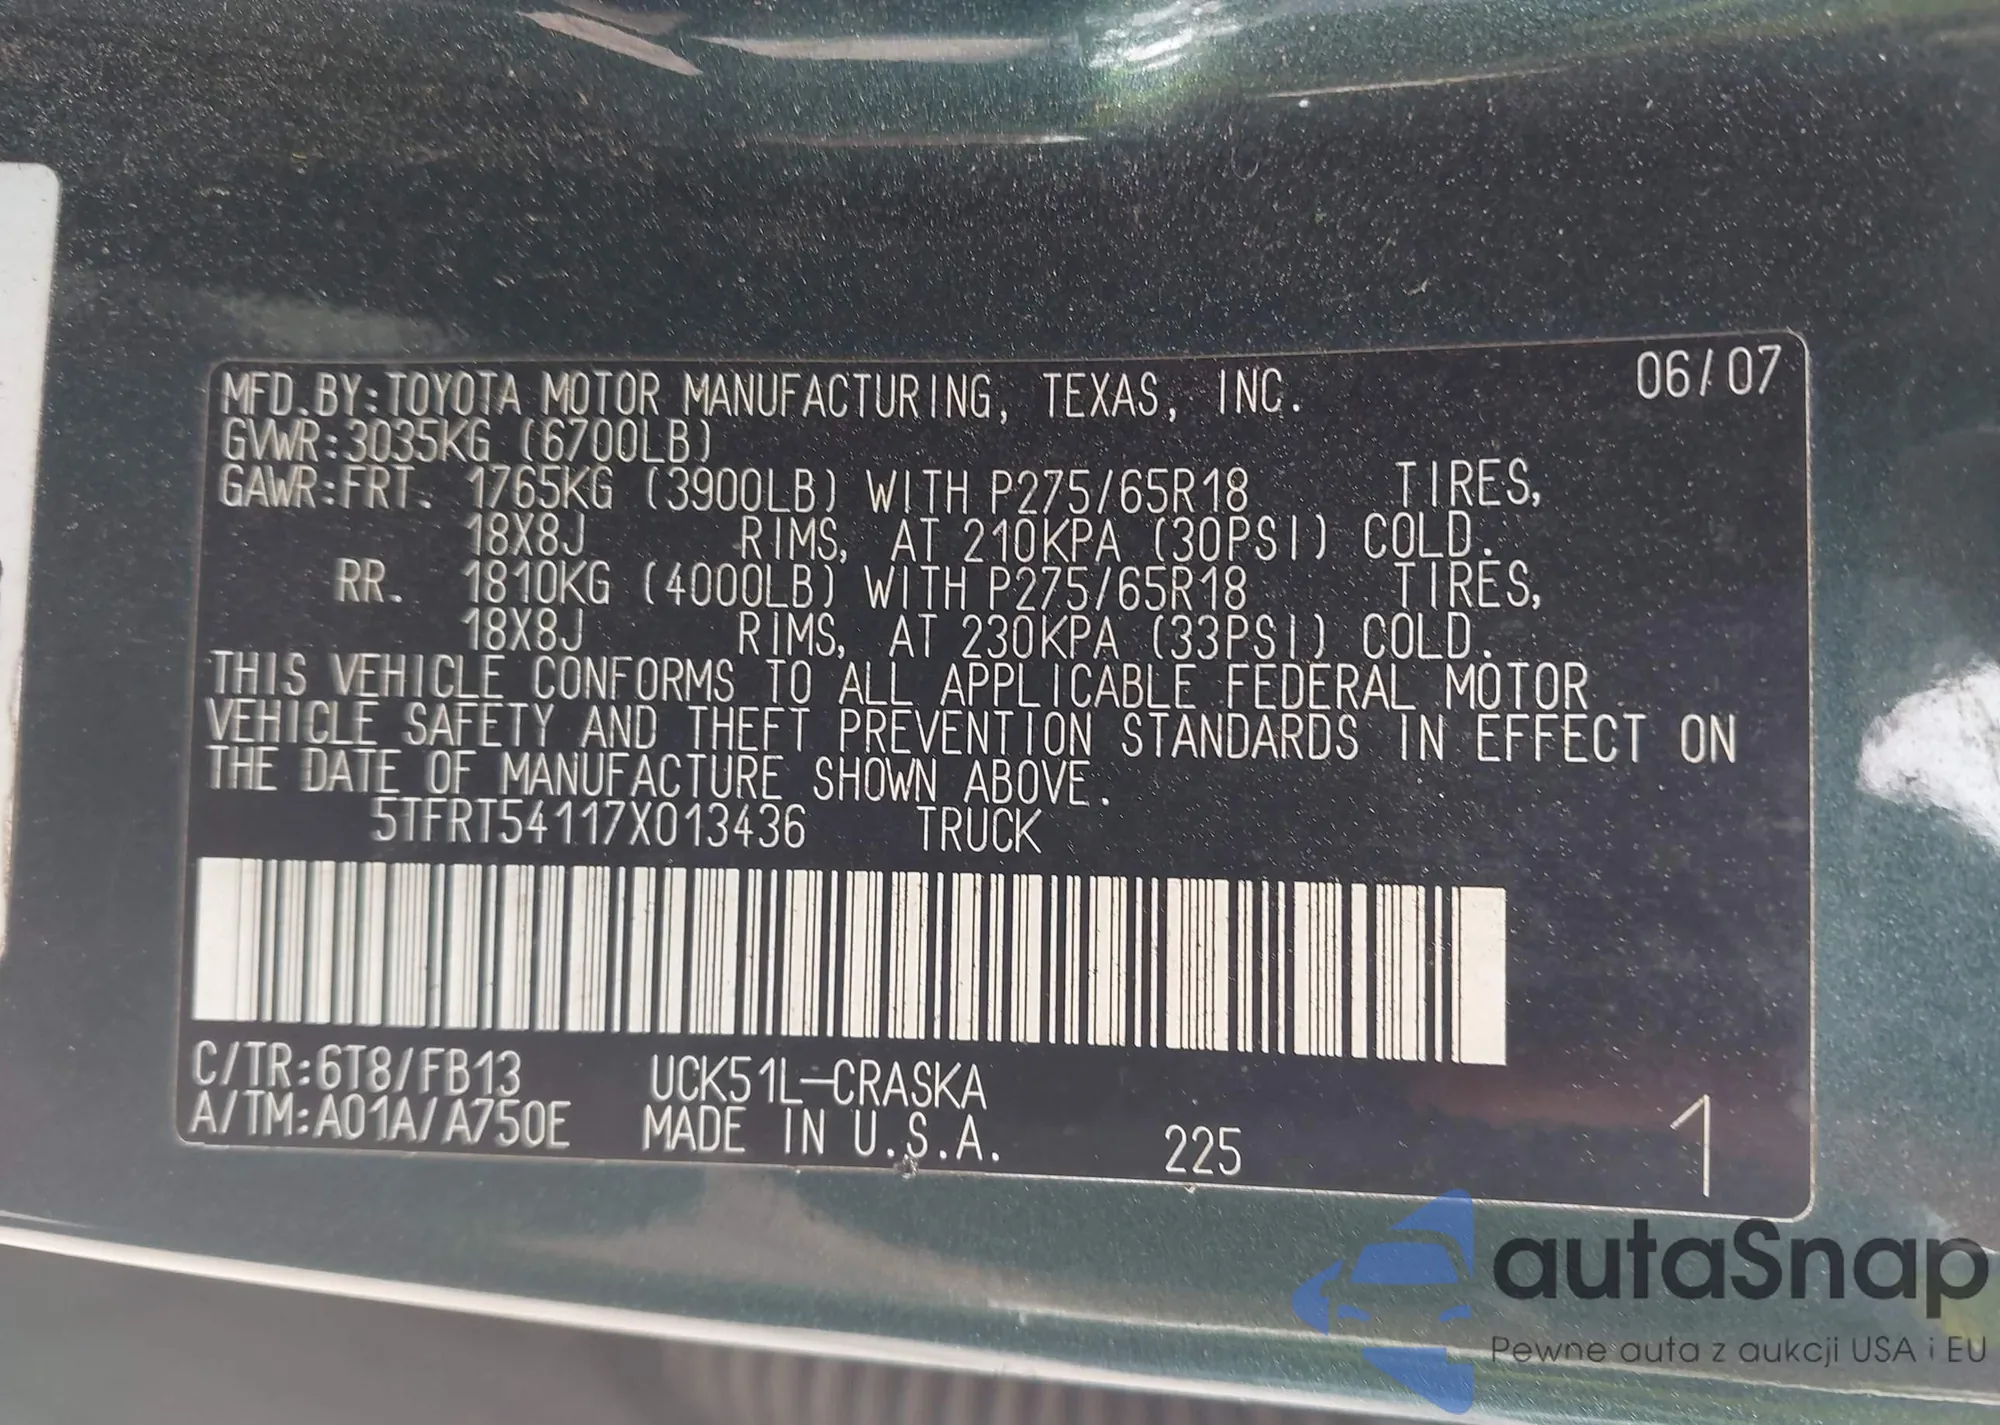 MFD.BY:TOYOTA MOTOR MANUFACTURING, TEXAS, INC. 06/07
GVWR:3035KG (6700LB)
GAWR:FRT. 1765KG (3900LB) WITH P275/65R18 TIRES,
18X8J RIMS, AT 210KPA (30PSI) COLD.
RR. 1810KG (4000LB) WITH P275/65R18 TIRES,
18X8J RIMS, AT 230KPA (33PSI) COLD.
THIS VEHICLE CONFORMS TO ALL APPLICABLE FEDERAL MOTOR
VEHICLE SAFETY AND THEFT PREVENTION STANDARDS IN EFFECT ON
THE DATE OF MANUFACTURE SHOWN ABOVE.
5TFRT54117X013436 TRUCK
C/TR:6T8/FB13 UCK51L-CRASKA
A/TM:A01A/A750E MADE IN U.S.A. 225 1
autaSnap
Pewne auta z aukcji USA i EU